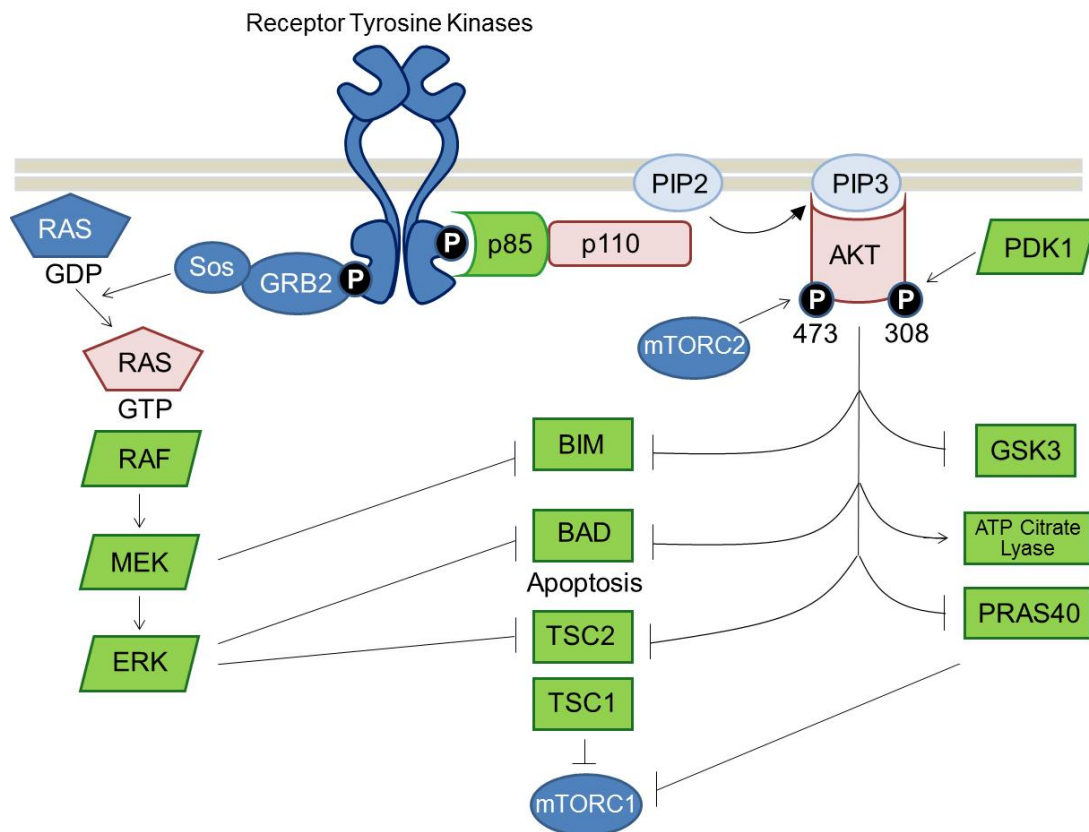 Receptor Tyrosine Kinases
PIP2
PIP3
RAS
GDP
Sos
GRB2
P
P
p85
p110
AKT
PDK1
P
P
473
308
mTORC2
RAS
GTP
RAF
BIM
GSK3
MEK
BAD
ATP Citrate
Lyase
Apoptosis
ERK
TSC2
PRAS40
TSC1
mTORC1